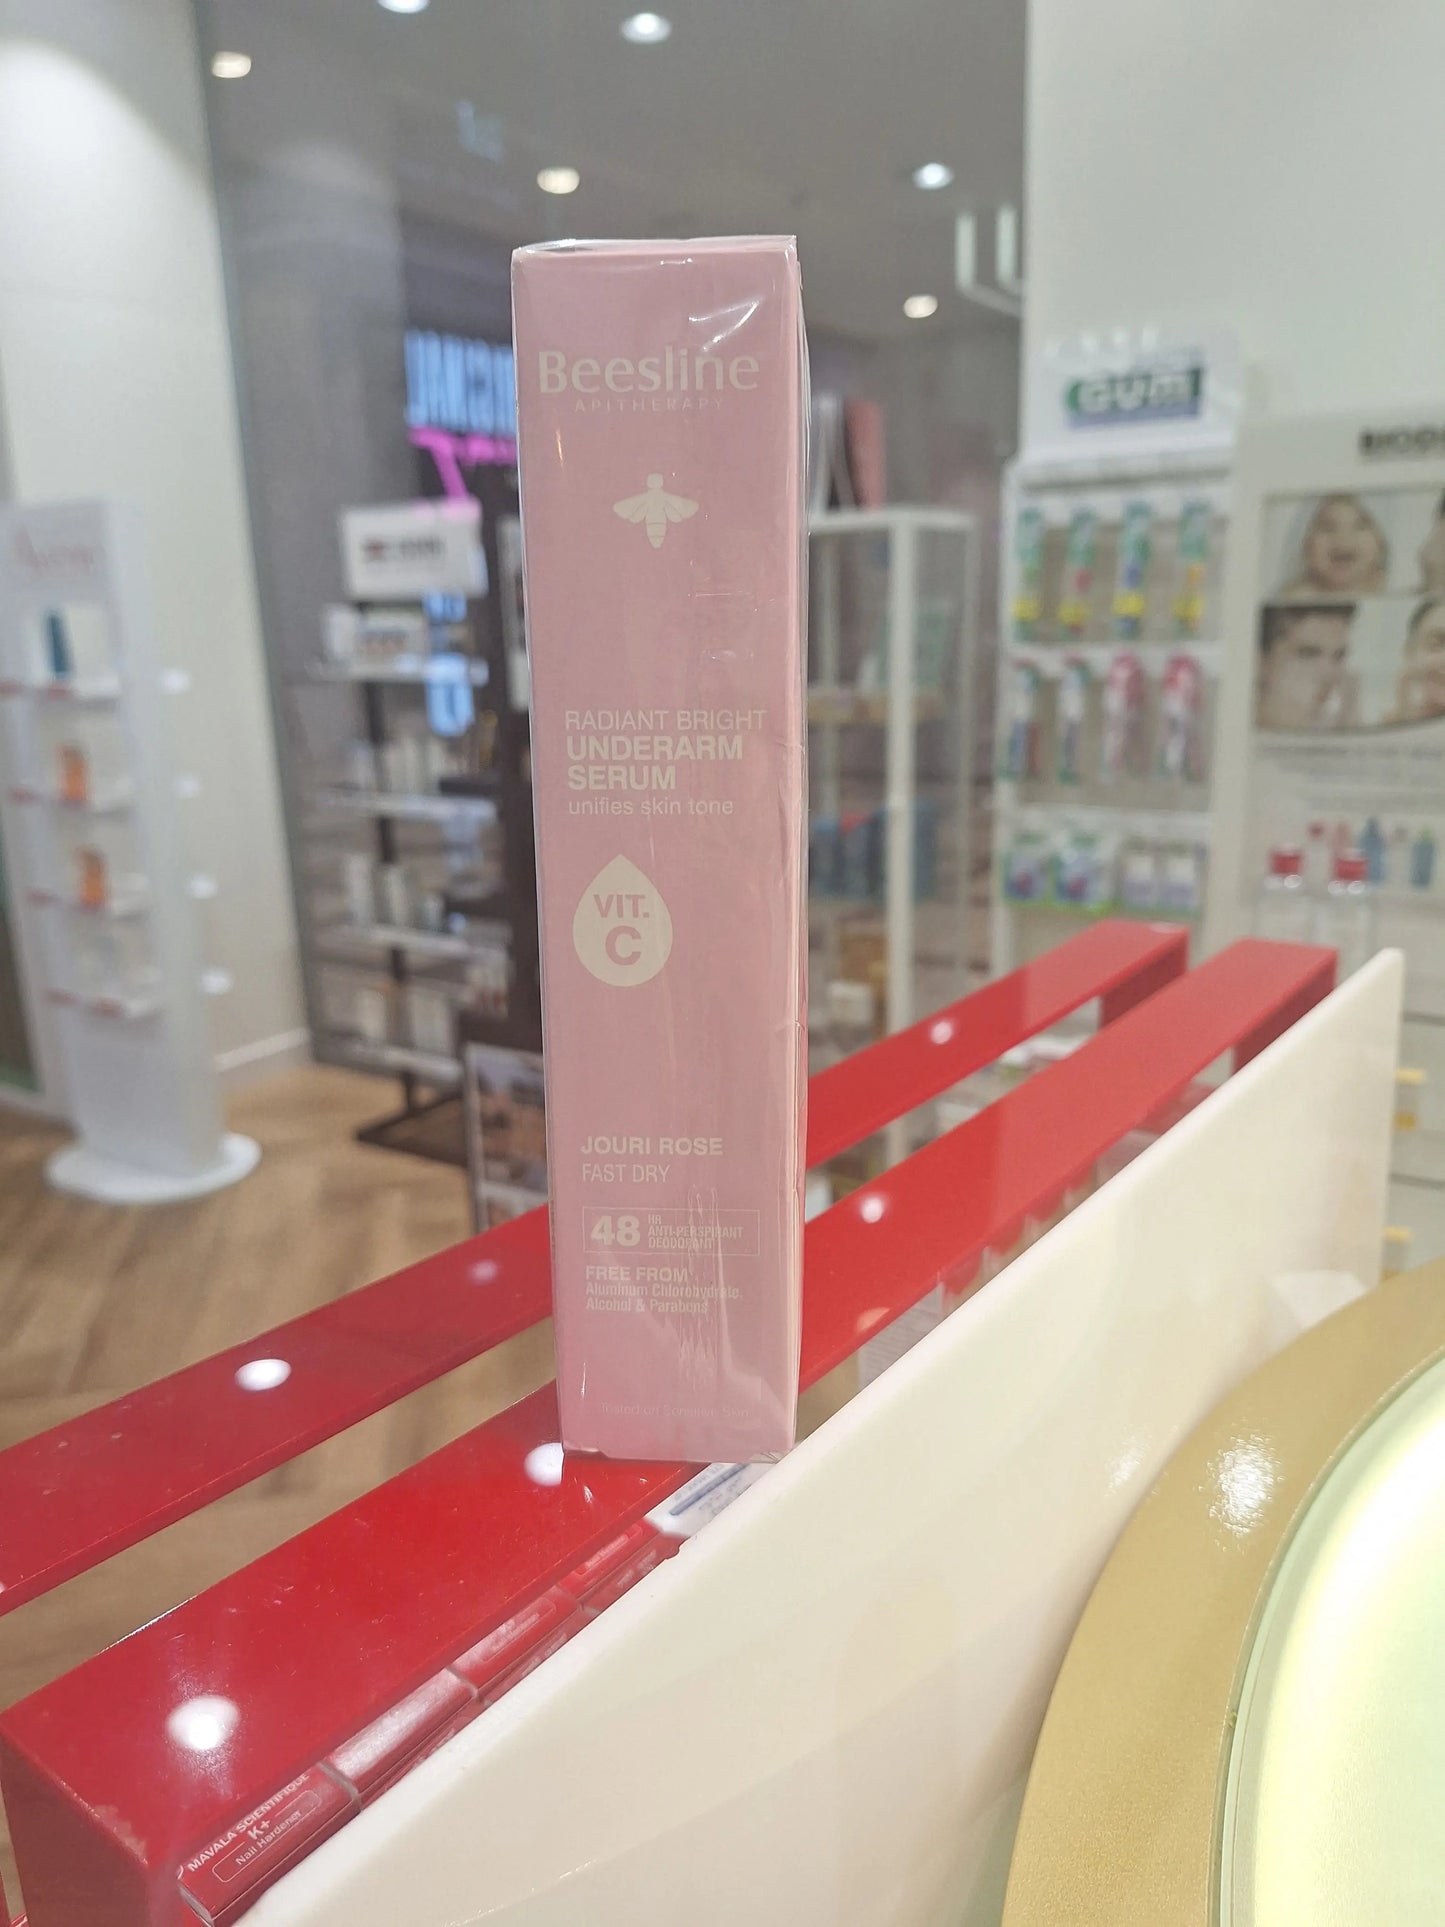 Beesline
APITHERAPY
RADIANT BRIGHT
UNDERARM
SERUM
unifies skin tone
VIT.
C
JOURI ROSE
FAST DRY
48 HR
ANTI-PERSPIRANT
DEODORANT
FREE FROM
Aluminum Chlorohydrate,
Alcohol & Parabens
Tested on Sensitive Skin
GUM
MAVALA SCIENTIFIQUE
K+
Nail Hardener